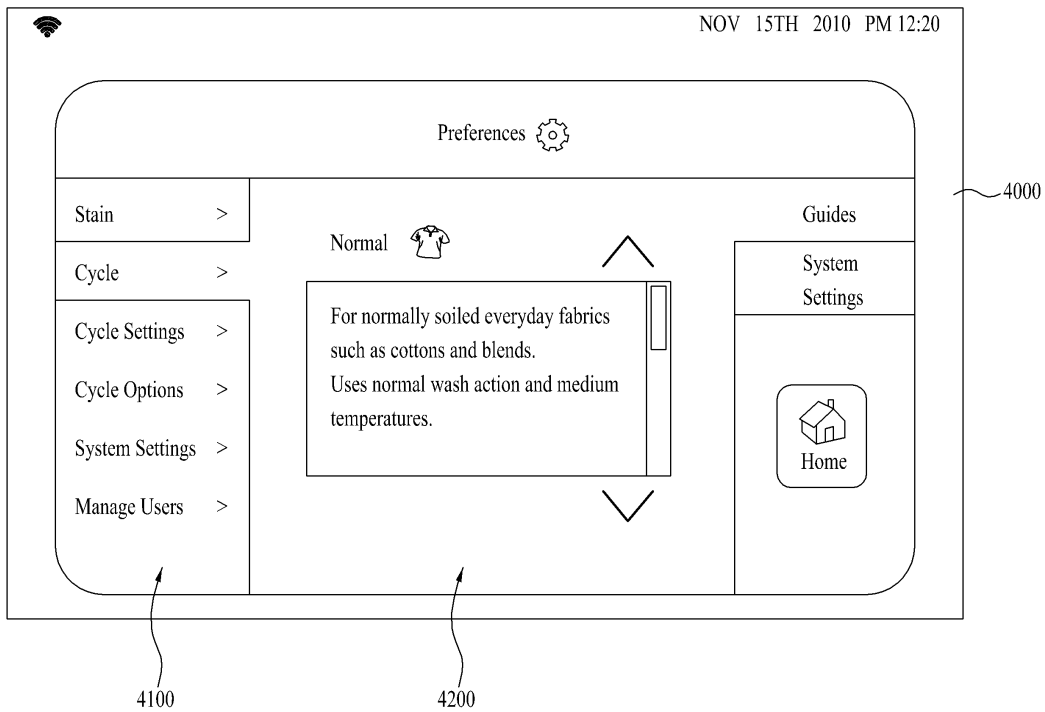 NOV 15TH 2010 PM 12:20
Preferences
4000
Stain >
Cycle >
Cycle Settings >
Cycle Options >
System Settings >
Manage Users >
Normal
For normally soiled everyday fabrics
such as cottons and blends.
Uses normal wash action and medium
temperatures.
Guides
System
Settings
Home
4100
4200